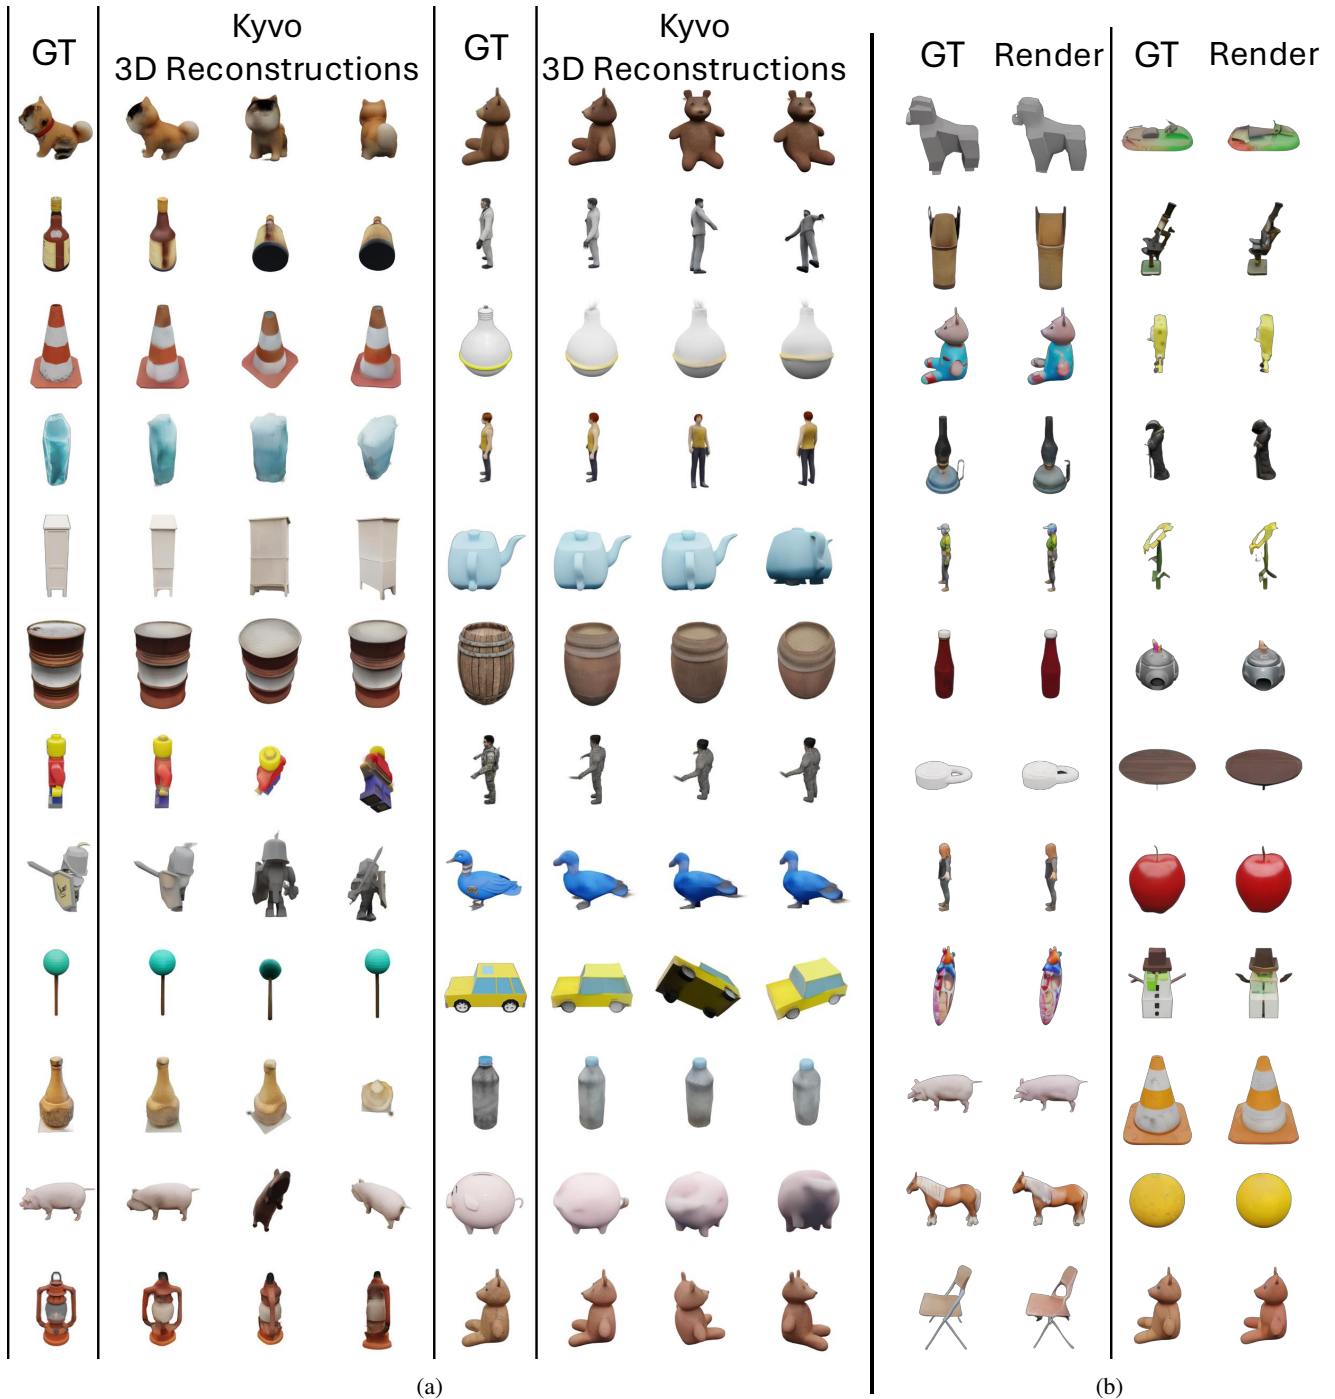 GT
Kyvo
3D Reconstructions
GT
Kyvo
3D Reconstructions
GT
Render
GT
Render
(a)
(b)